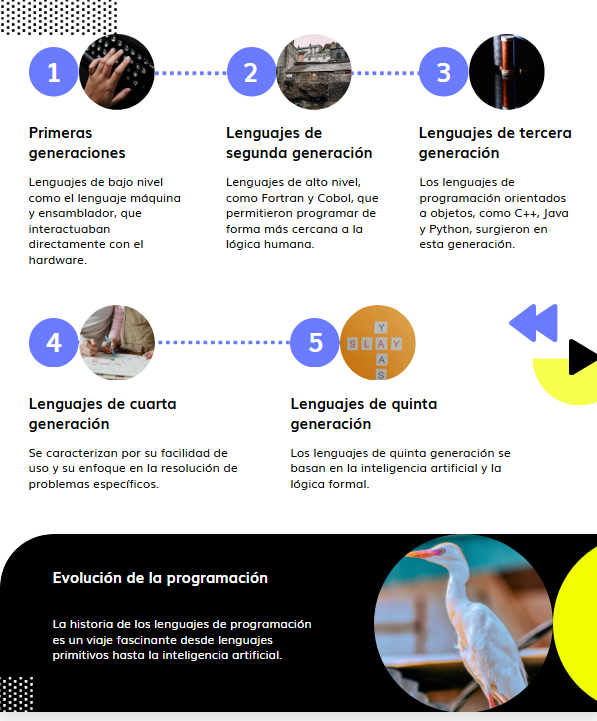 1
2
3
Primeras
generaciones
Lenguajes de bajo nivel
como el lenguaje máquina
y ensamblador, que
interactuaban
directamente con el
hardware.
Lenguajes de
segunda generación
Lenguajes de alto nivel,
como Fortran y Cobol, que
permitieron programar de
forma más cercana a la
lógica humana.
Lenguajes de tercera
generación
Los lenguajes de
programación orientados
a objetos, como C++, Java
y Python, surgieron en
esta generación.
4
5
Y
SLAY
A
S
Lenguajes de cuarta
generación
Se caracterizan por su facilidad de
uso y su enfoque en la resolución de
problemas específicos.
Lenguajes de quinta
generación
Los lenguajes de quinta generación se
basan en la inteligencia artificial y la
lógica formal.
Evolución de la programación
La historia de los lenguajes de programación
es un viaje fascinante desde lenguajes
primitivos hasta la inteligencia artificial.